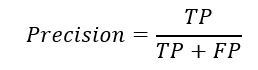 Precision = TP / (TP + FP)